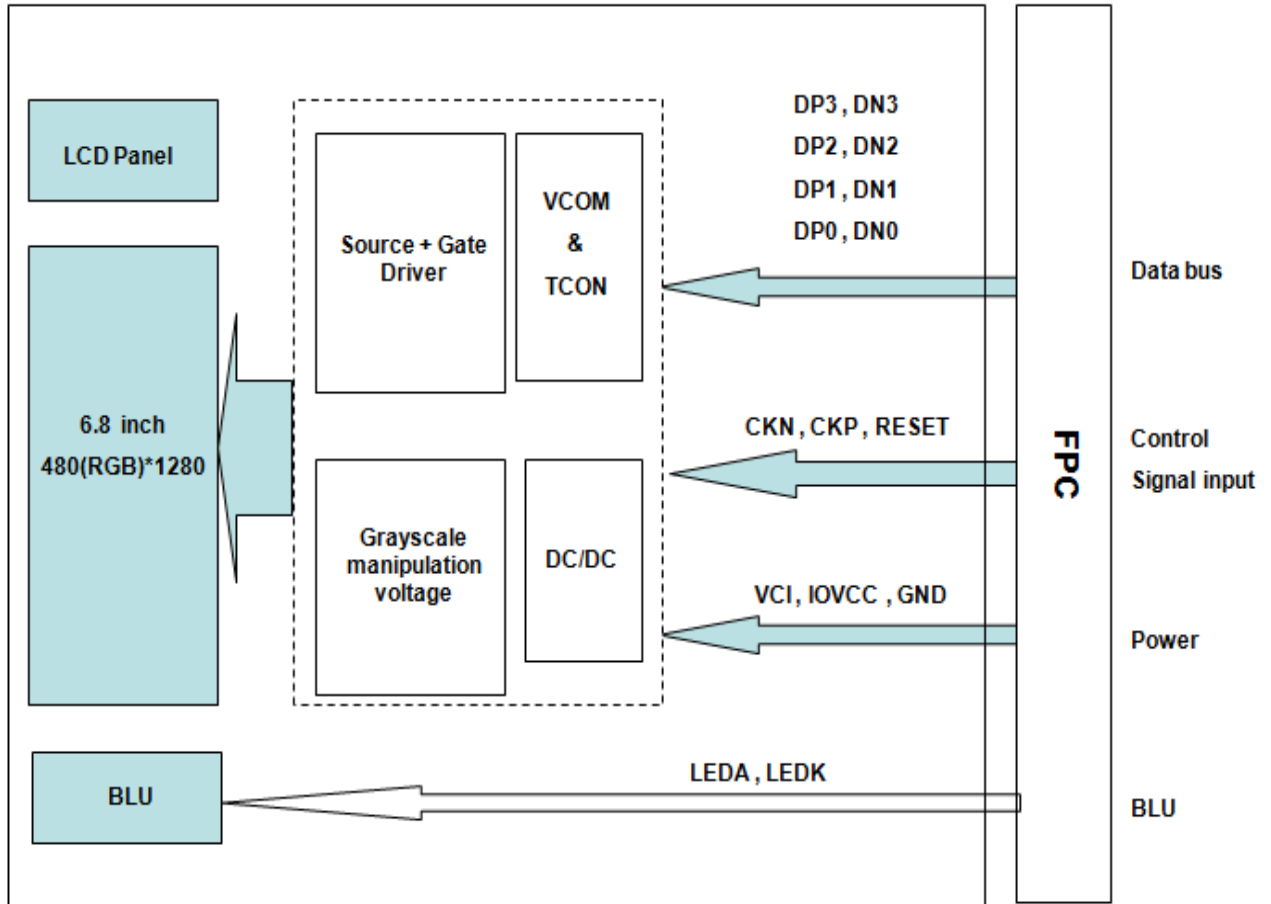 LCD Panel
6.8 inch
480(RGB)*1280
BLU
Source + Gate
Driver
VCOM
&
TCON
Grayscale
manipulation
voltage
DC/DC
DP3 , DN3
DP2 , DN2
DP1 , DN1
DP0 , DN0
CKN , CKP , RESET
VCI , IOVCC , GND
LEDA , LEDK
FPC
Data bus
Control
Signal input
Power
BLU